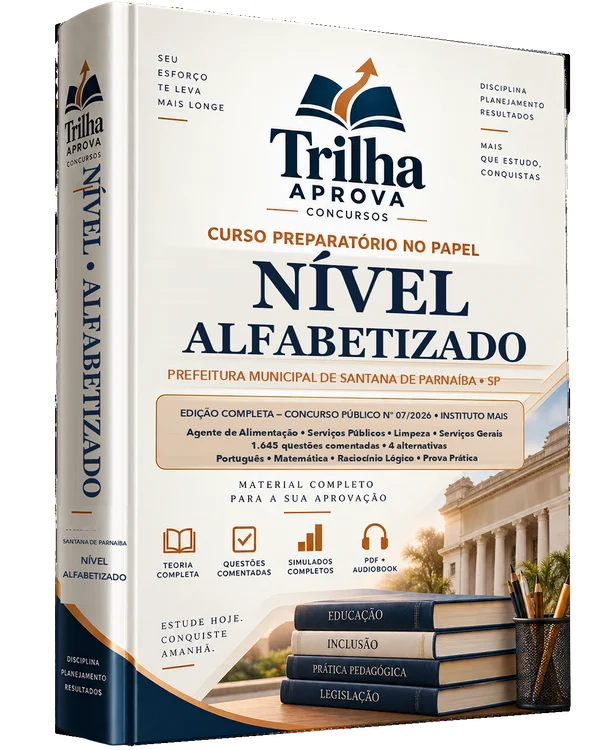 SEU
ESFORÇO
TE LEVA
MAIS LONGE
DISCIPLINA
PLANEJAMENTO
RESULTADOS
MAIS
QUE ESTUDO,
CONQUISTAS
Trilha
APROVA
CONCURSOS
CURSO PREPARATÓRIO NO PAPEL
NÍVEL
ALFABETIZADO
PREFEITURA MUNICIPAL DE SANTANA DE PARNAÍBA • SP
EDIÇÃO COMPLETA – CONCURSO PÚBLICO Nº 07/2026 • INSTITUTO MAIS
Agente de Alimentação • Serviços Públicos • Limpeza • Serviços Gerais
1.645 questões comentadas • 4 alternativas
Português • Matemática • Raciocínio Lógico • Prova Prática
MATERIAL COMPLETO
PARA A SUA APROVAÇÃO
TEORIA
COMPLETA
QUESTÕES
COMENTADAS
SIMULADOS
COMPLETOS
PDF +
AUDIOBOOK
ESTUDE HOJE.
CONQUISTE
AMANHÃ.
EDUCAÇÃO
INCLUSÃO
PRÁTICA PEDAGÓGICA
LEGISLAÇÃO
Trilha
APROVA
CONCURSOS
NÍVEL • ALFABETIZADO
SANTANA DE PARNAÍBA
NÍVEL
ALFABETIZADO
DISCIPLINA
PLANEJAMENTO
RESULTADOS